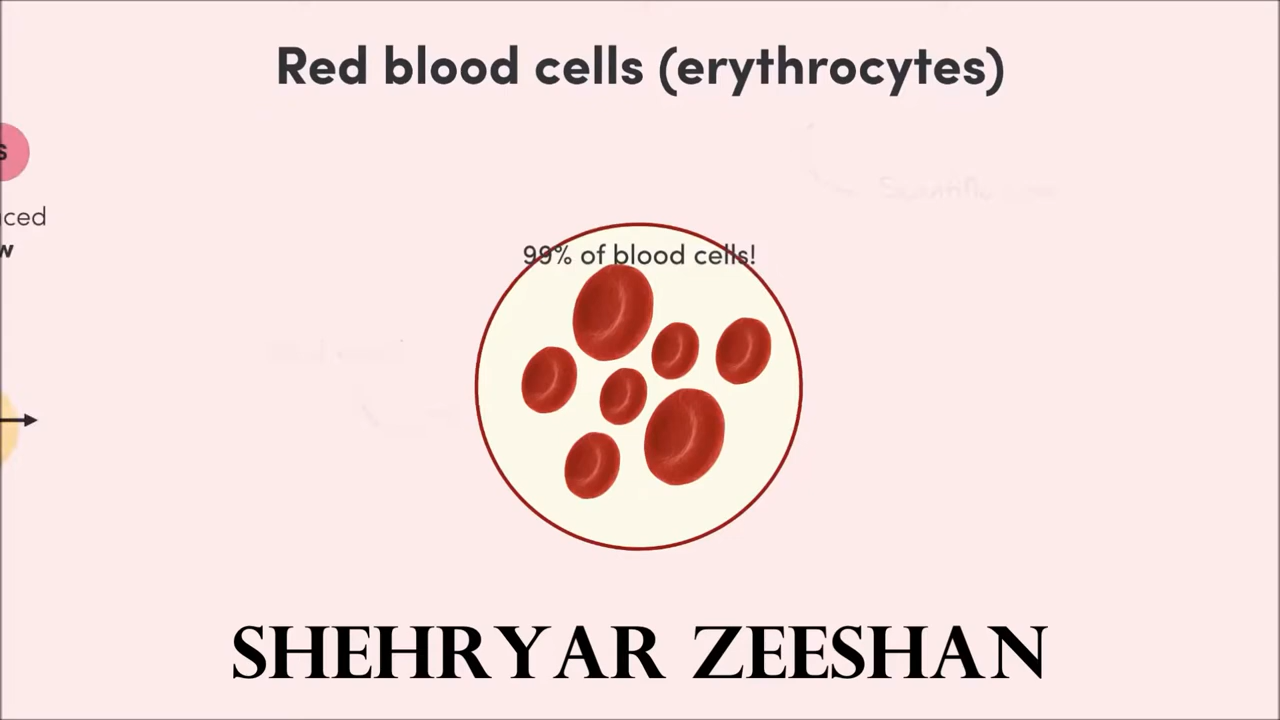 Red blood cells (erythrocytes)
99% of blood cells!
SHEHRYAR ZEESHAN